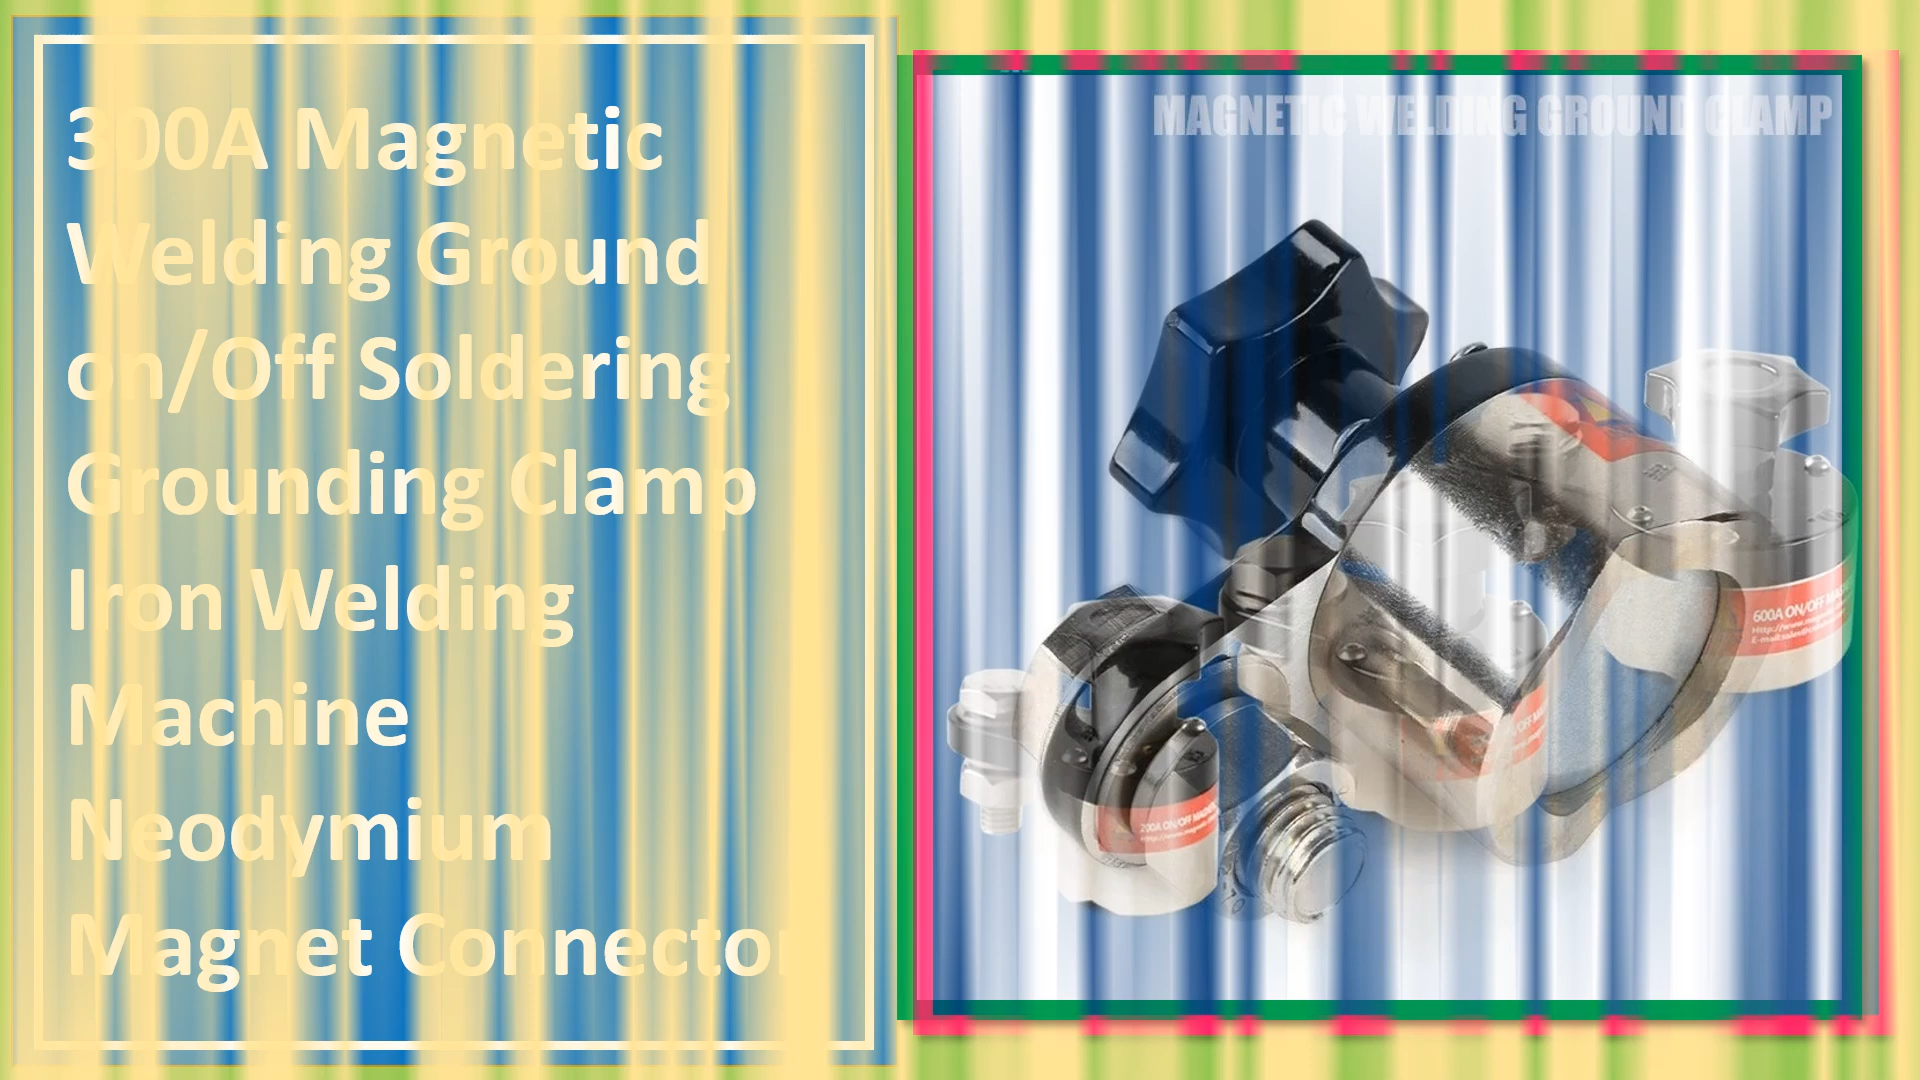 300A Magnetic
Welding Ground
on/Off Soldering
Grounding Clamp
Iron Welding
Machine
Neodymium
Magnet Connector
MAGNETIC WELDING GROUND CLAMP
600A ON/OFF
200A ON/OFF